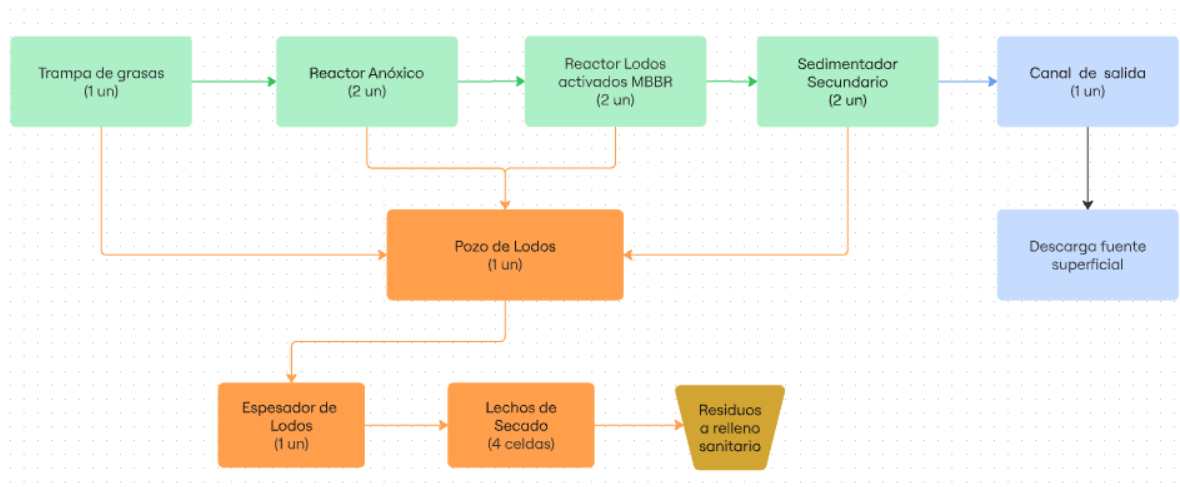 Trampa de grasas
(1 un)
Reactor Anóxico
(2 un)
Reactor Lodos
activados MBBR
(2 un)
Sedimentador
Secundario
(2 un)
Canal de salida
(1 un)
Pozo de Lodos
(1 un)
Descarga fuente
superficial
Espesador de
Lodos
(1 un)
Lechos de
Secado
(4 celdas)
Residuos
a relleno
sanitario